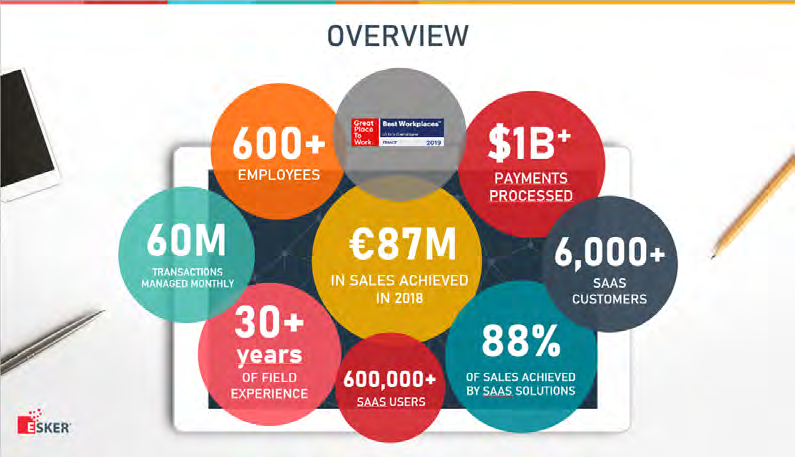 OVERVIEW
600+
EMPLOYEES
Great
Place
To
Work.
Best Workplaces™
FRANCE
2019
$1B+
PAYMENTS
PROCESSED
60M
TRANSACTIONS
MANAGED MONTHLY
€87M
IN SALES ACHIEVED
IN 2018
6,000+
SAAS
CUSTOMERS
30+
years
OF FIELD
EXPERIENCE
600,000+
SAAS USERS
88%
OF SALES ACHIEVED
BY SAAS SOLUTIONS
ESKER